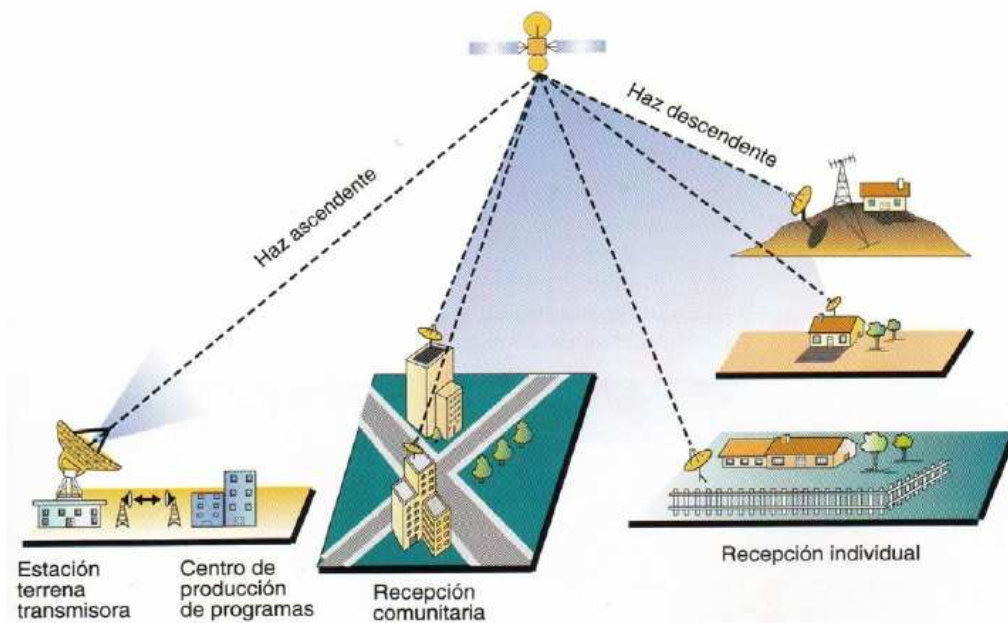 Haz ascendente
Haz descendente
Estación
terrena
transmisora
Centro de
producción
de programas
Recepción
comunitaria
Recepción individual